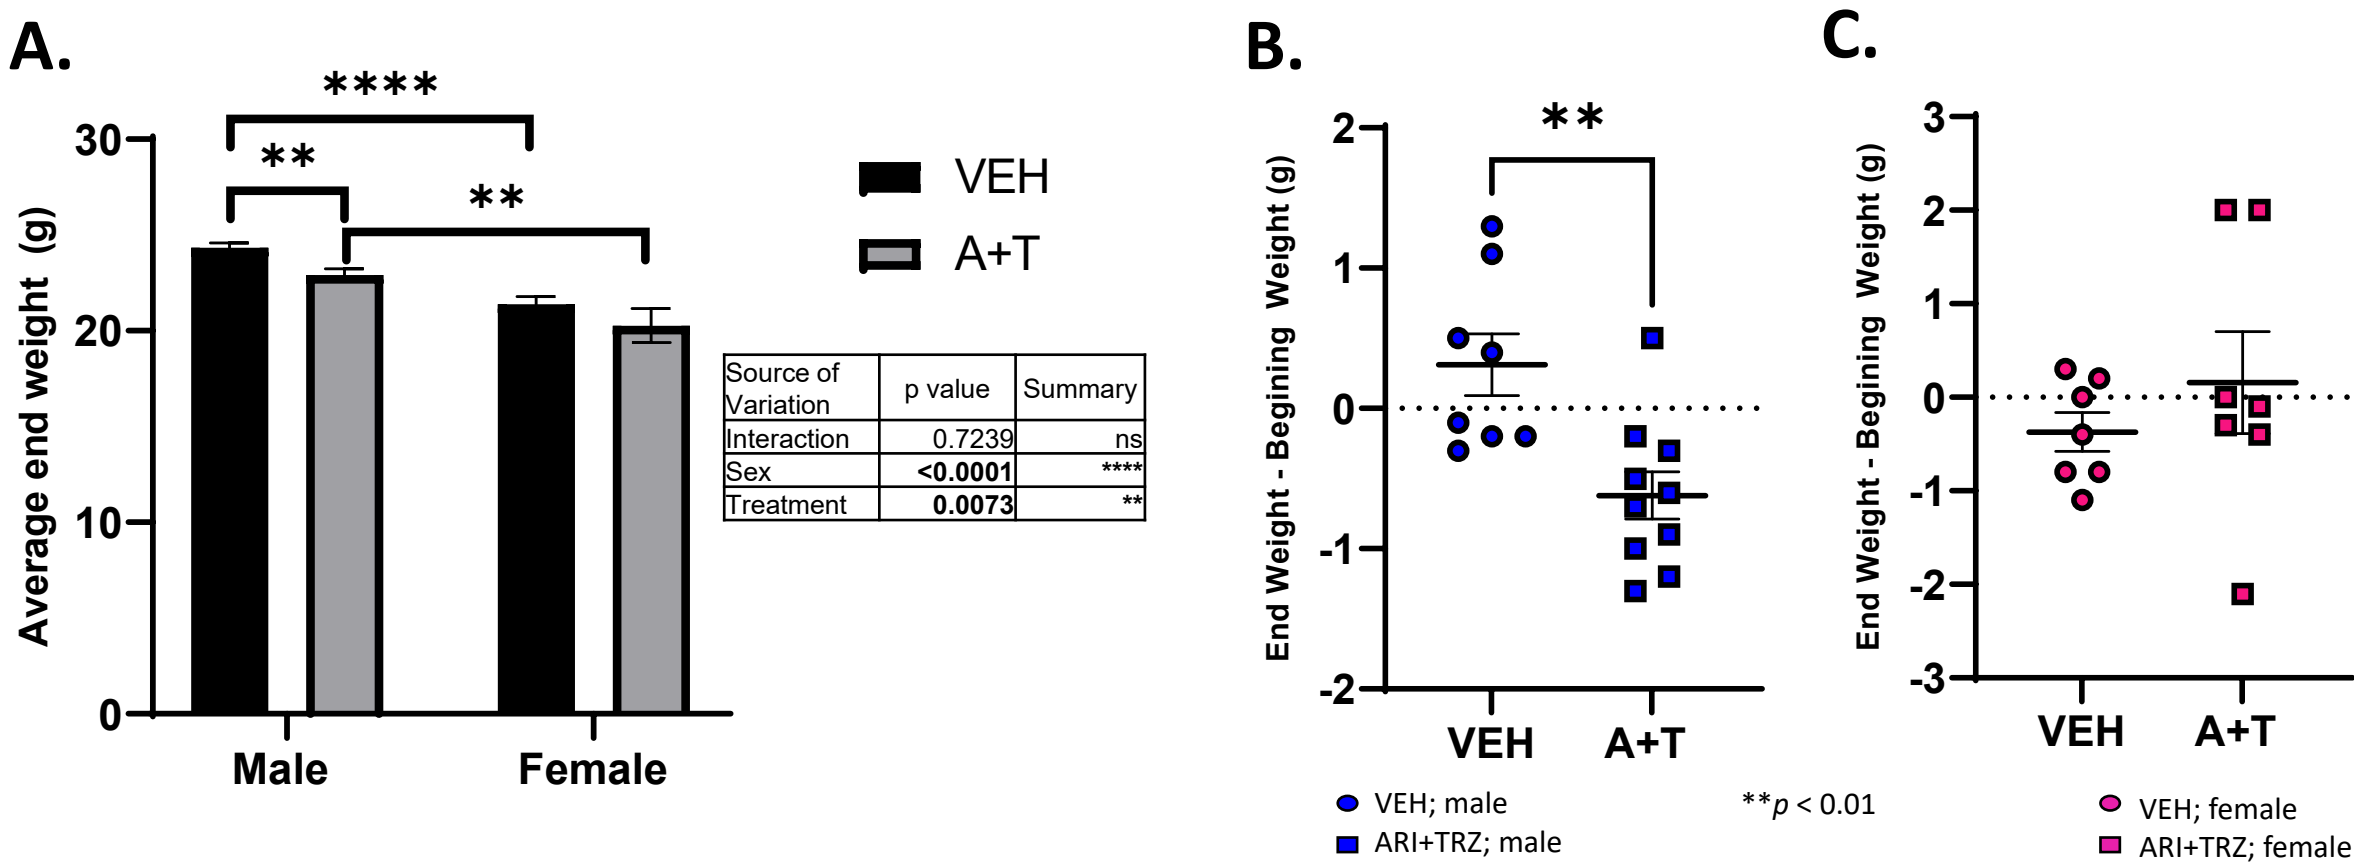 A.
****
**
**
30
20
10
0
Average end weight (g)
Male
Female
VEH
A+T
Source of
Variation
p value
Summary
Interaction
0.7239
ns
Sex
<0.0001
****
Treatment
0.0073
**
B.
**
2
1
0
-1
-2
End Weight - Begining Weight (g)
VEH
A+T
VEH; male
ARI+TRZ; male
**p < 0.01
C.
3
2
1
0
-1
-2
-3
End Weight - Begining Weight (g)
VEH
A+T
VEH; female
ARI+TRZ; female